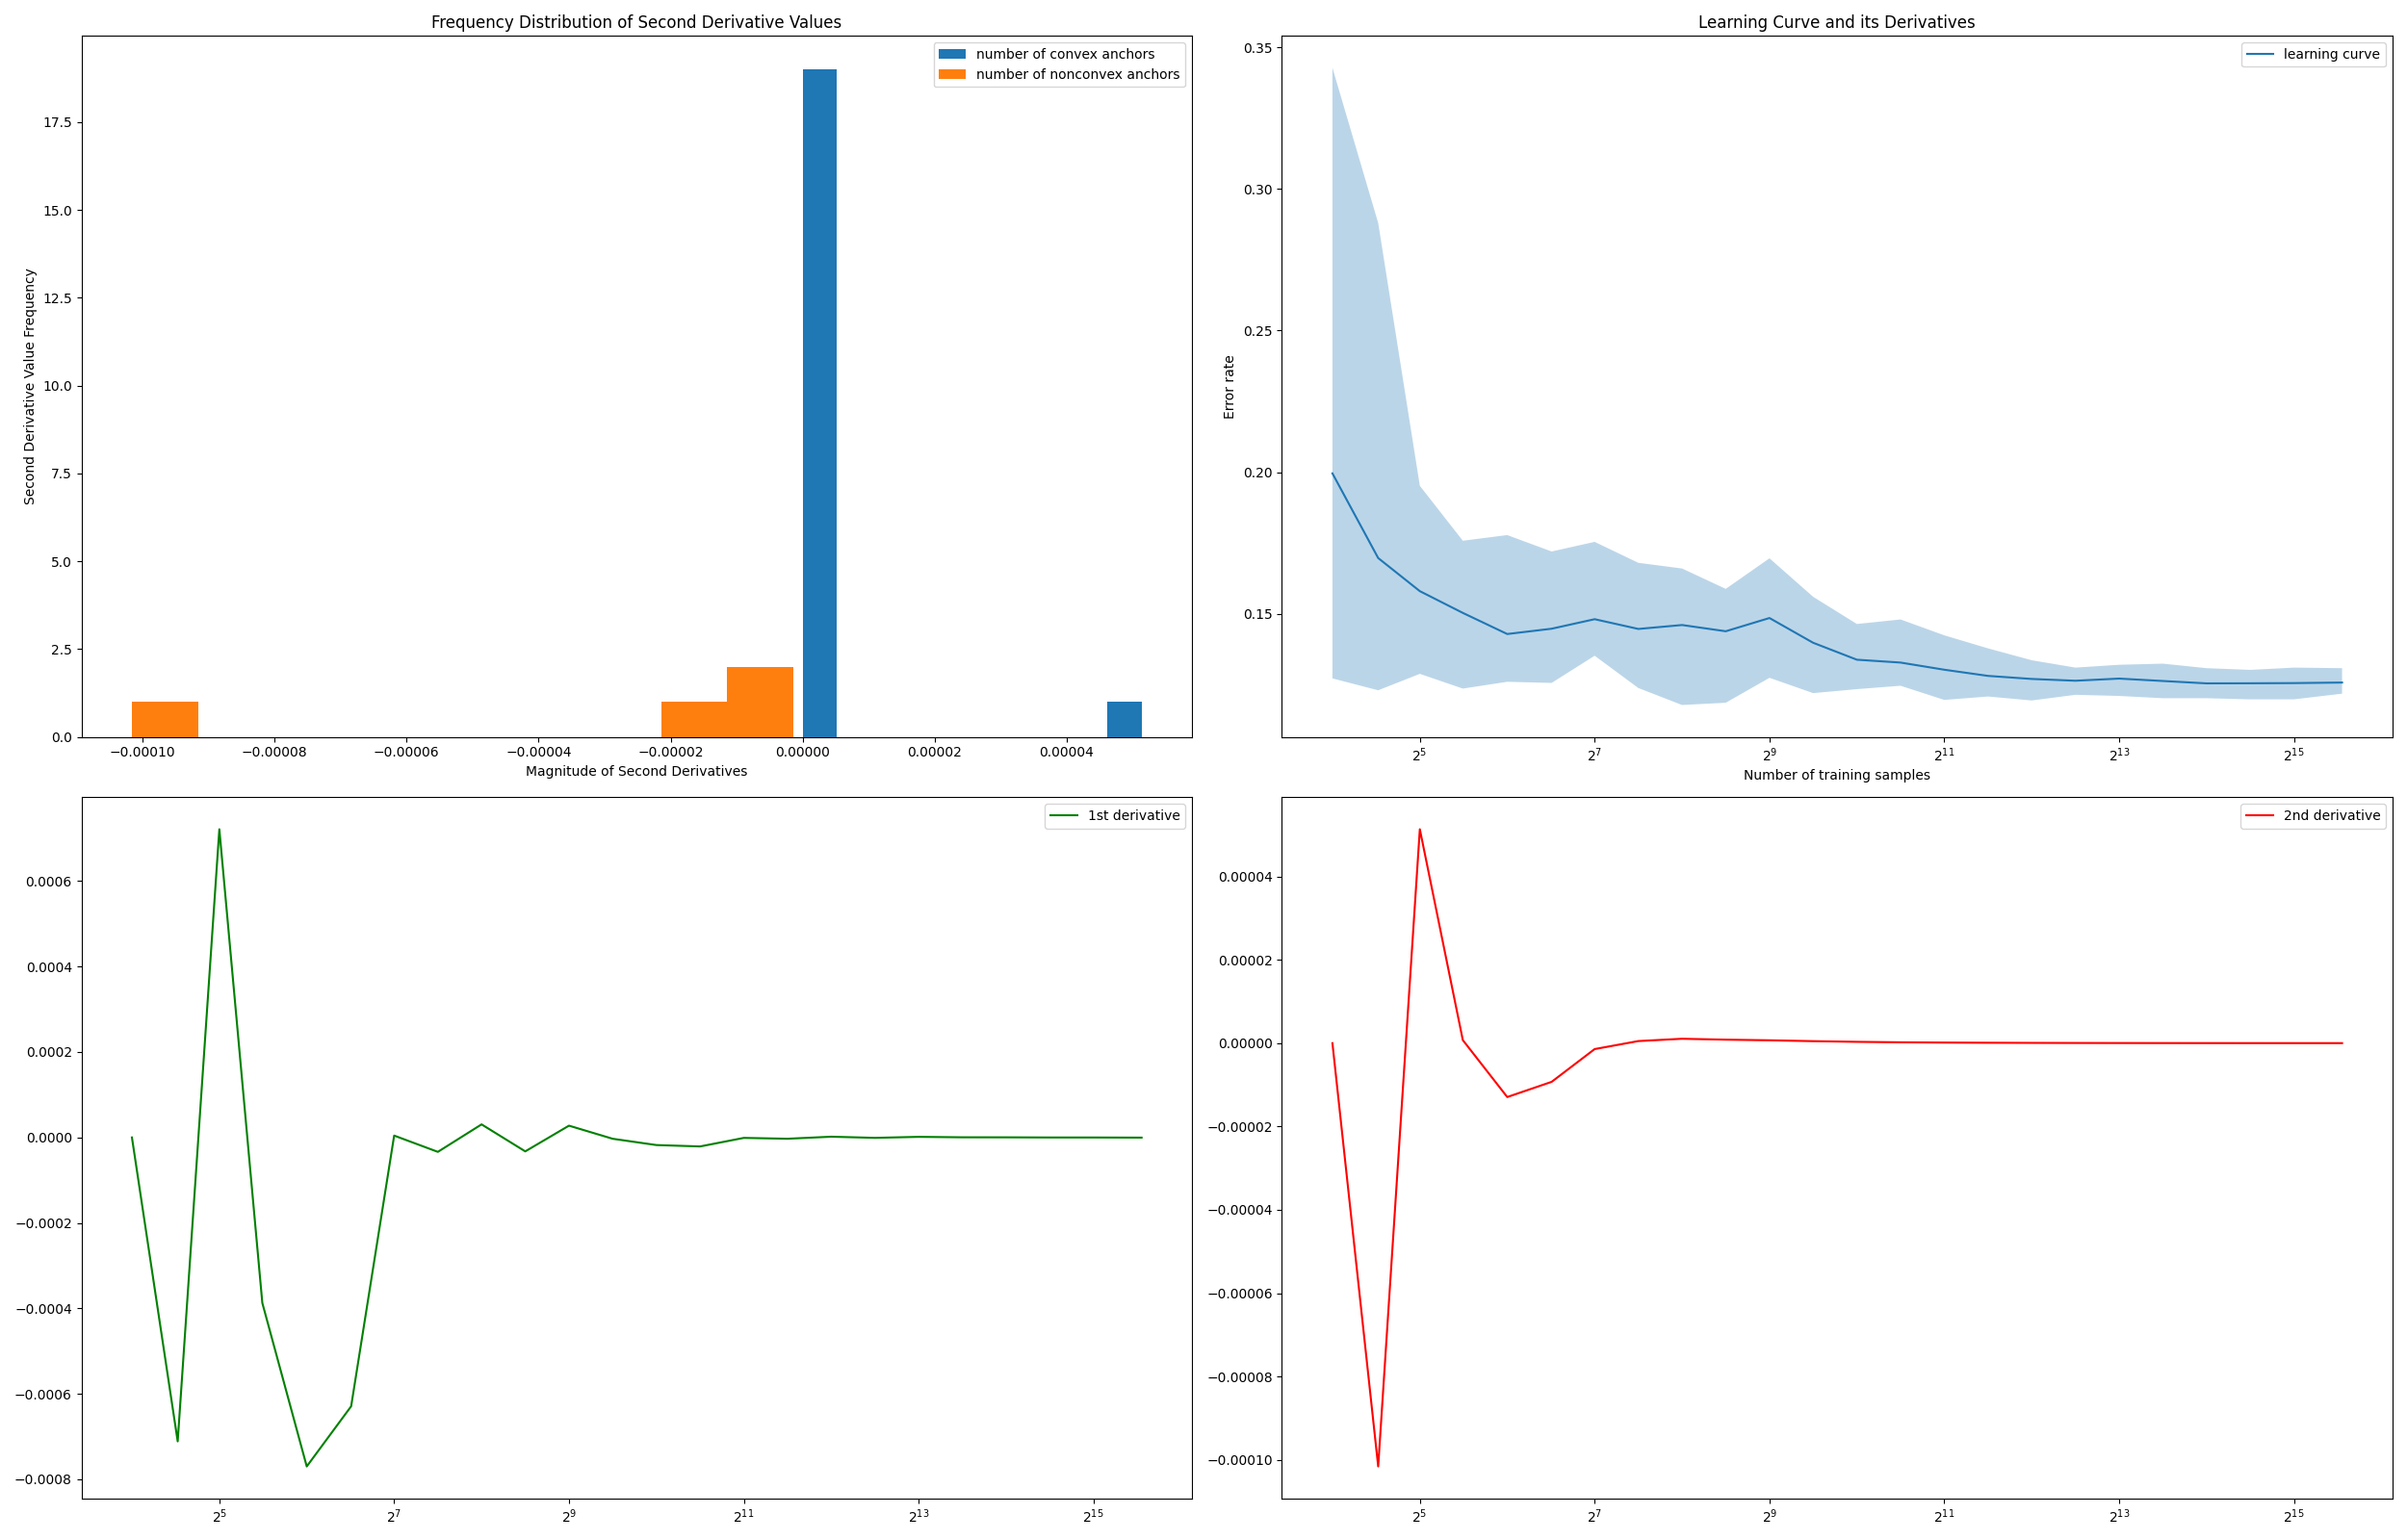 Frequency Distribution of Second Derivative Values
number of convex anchors
number of nonconvex anchors
Second Derivative Value Frequency
17.5
15.0
12.5
10.0
7.5
5.0
2.5
0.0
−0.00010 −0.00008 −0.00006 −0.00004 −0.00002 0.00000 0.00002 0.00004
Magnitude of Second Derivatives
Learning Curve and its Derivatives
learning curve
Error rate
0.35
0.30
0.25
0.20
0.15
2^5 2^7 2^9 2^11 2^13 2^15
Number of training samples
1st derivative
0.0006
0.0004
0.0002
0.0000
−0.0002
−0.0004
−0.0006
−0.0008
2^5 2^7 2^9 2^11 2^13 2^15
2nd derivative
0.00004
0.00002
0.00000
−0.00002
−0.00004
−0.00006
−0.00008
−0.00010
2^5 2^7 2^9 2^11 2^13 2^15